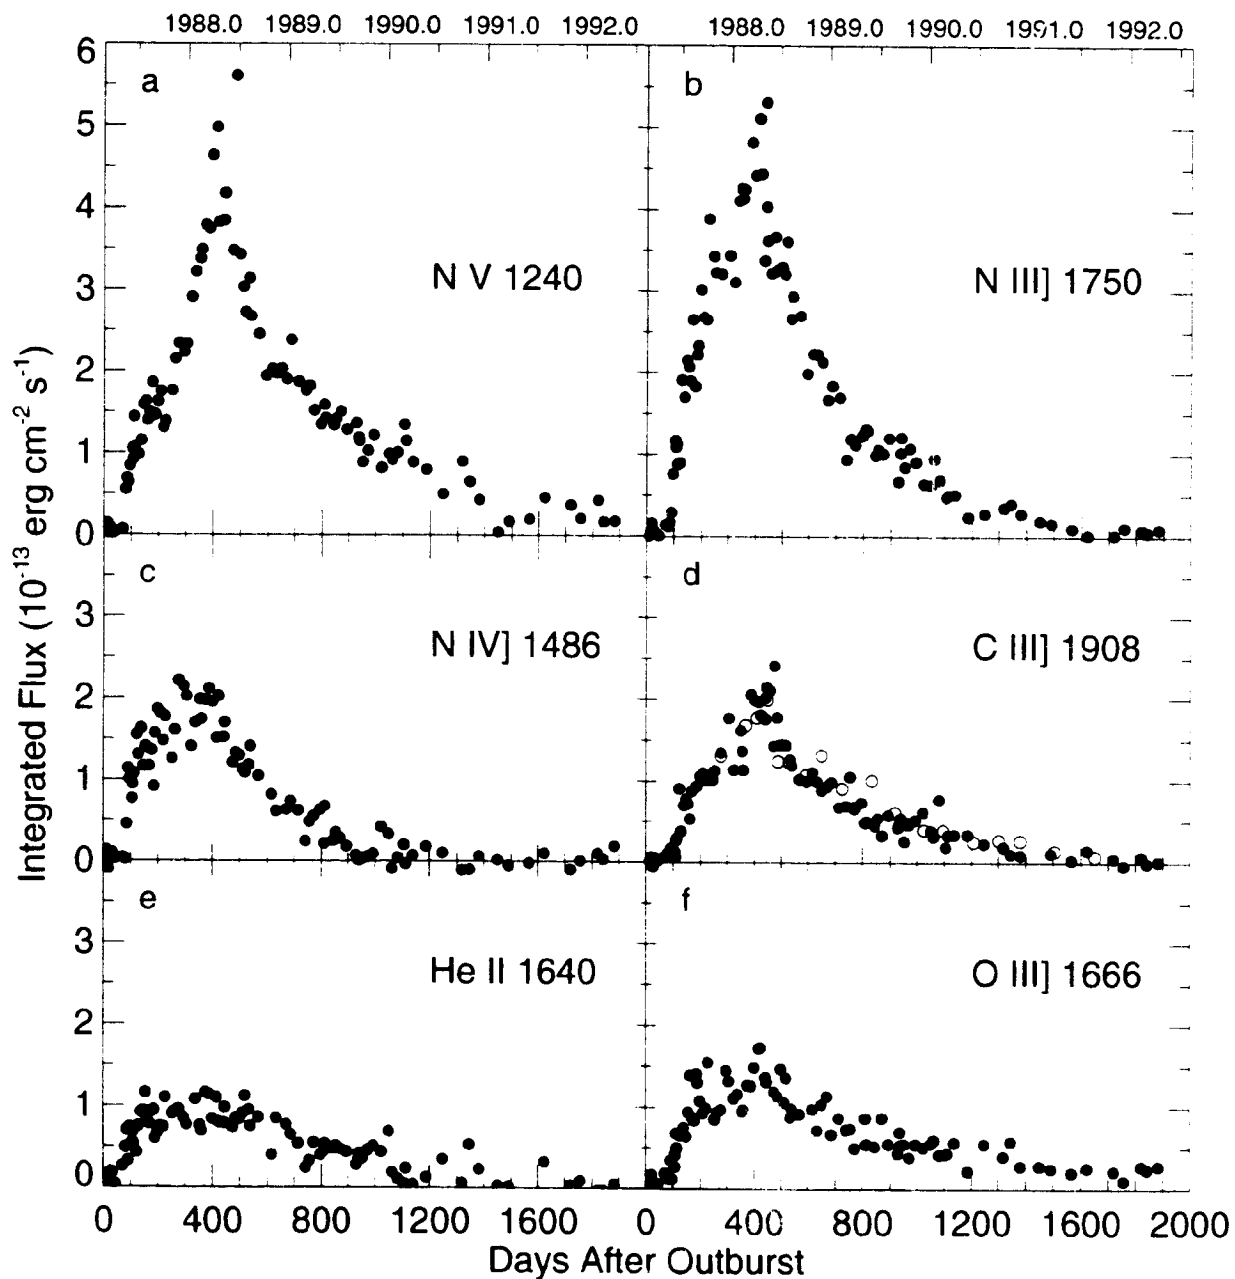 1988.0 1989.0 1990.0 1991.0 1992.0
1988.0 1989.0 1990.0 1991.0 1992.0
6
5
4
3
2
1
0
a
N V 1240
b
N III] 1750
3
2
1
0
c
N IV] 1486
d
C III] 1908
3
2
1
0
e
He II 1640
f
O III] 1666
Integrated Flux (10-13 erg cm-2 s-1)
0 400 800 1200 1600
0 400 800 1200 1600 2000
Days After Outburst